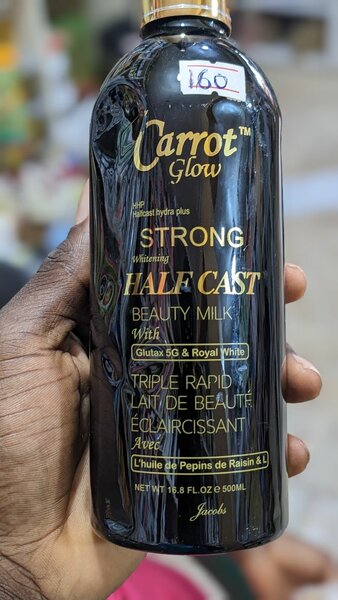 160
Carrot™
Glow
HHP
Halfcast hydra plus
STRONG
Whitening
HALF CAST
BEAUTY MILK
With
Glutax 5G & Royal White
TRIPLE RAPID
LAIT DE BEAUTÉ
ÉCLAIRCISSANT
Avec
L'huile de Pepins de Raisin & L
NET WT 16.8 FL.OZ ℮ 500ML
Jacobs